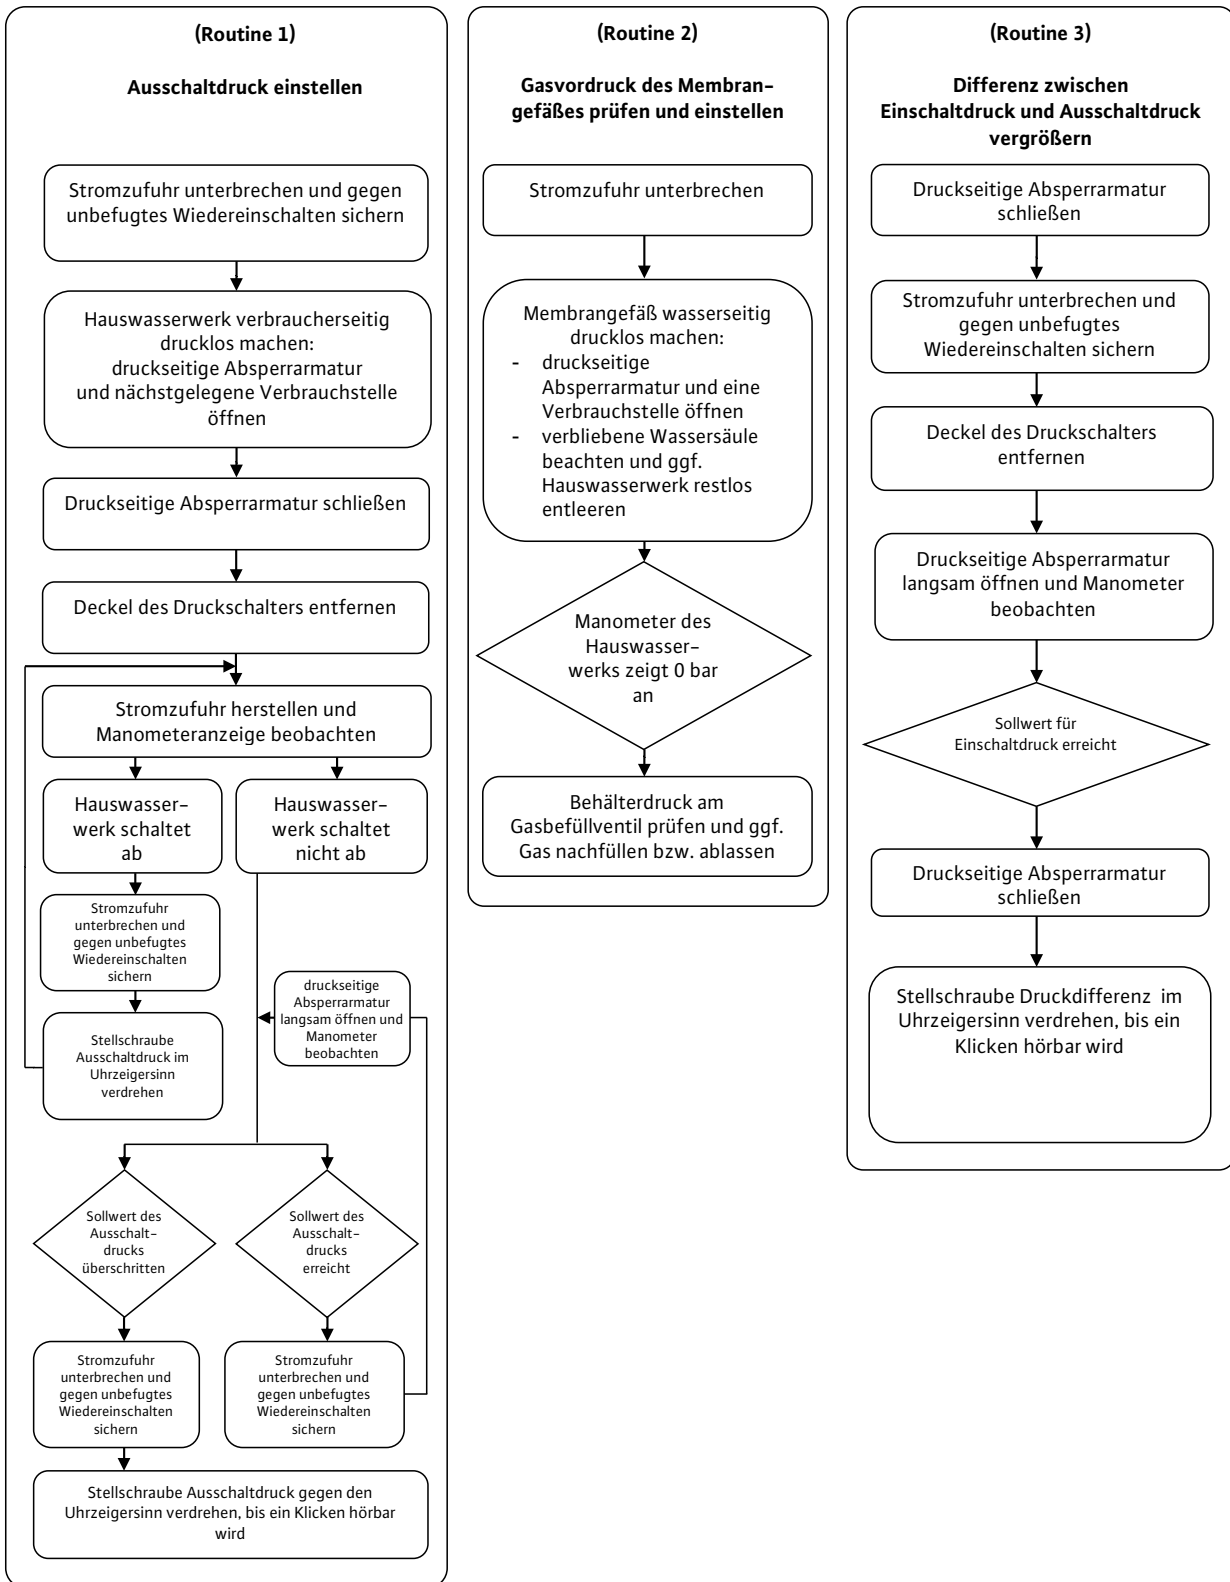 (Routine 1)
Ausschaltdruck einstellen
Stromzufuhr unterbrechen und gegen
unbefugtes Wiedereinschalten sichern
Hauswasserwerk verbraucherseitig
drucklos machen:
druckseitige Absperrarmatur
und nächstgelegene Verbrauchstelle
öffnen
Druckseitige Absperrarmatur schließen
Deckel des Druckschalters entfernen
Stromzufuhr herstellen und
Manometeranzeige beobachten
Hauswasser–
werk schaltet
ab
Hauswasser–
werk schaltet
nicht ab
Stromzufuhr
unterbrechen und
gegen unbefugtes
Wiedereinschalten
sichern
druckseitige
Absperrarmatur
langsam öffnen und
Manometer
beobachten
Stellschraube
Ausschaltdruck im
Uhrzeigersinn
verdrehen
Sollwert des
Ausschalt–
drucks
überschritten
Sollwert des
Ausschalt–
drucks
erreicht
Stromzufuhr
unterbrechen und
gegen unbefugtes
Wiedereinschalten
sichern
Stromzufuhr
unterbrechen und
gegen unbefugtes
Wiedereinschalten
sichern
Stellschraube Ausschaltdruck gegen den
Uhrzeigersinn verdrehen, bis ein Klicken hörbar
wird
(Routine 2)
Gasvordruck des Membran–
gefäßes prüfen und einstellen
Stromzufuhr unterbrechen
Membrangefäß wasserseitig
drucklos machen:
- druckseitige
Absperrarmatur und eine
Verbrauchstelle öffnen
- verbliebene Wassersäule
beachten und ggf.
Hauswasserwerk restlos
entleeren
Manometer des
Hauswasser–
werks zeigt 0 bar
an
Behälterdruck am
Gasbefüllventil prüfen und ggf.
Gas nachfüllen bzw. ablassen
(Routine 3)
Differenz zwischen
Einschaltdruck und Ausschaltdruck
vergrößern
Druckseitige Absperrarmatur
schließen
Stromzufuhr unterbrechen und
gegen unbefugtes
Wiedereinschalten sichern
Deckel des Druckschalters
entfernen
Druckseitige Absperrarmatur
langsam öffnen und Manometer
beobachten
Sollwert für
Einschaltdruck erreicht
Druckseitige Absperrarmatur
schließen
Stellschraube Druckdifferenz im
Uhrzeigersinn verdrehen, bis ein
Klicken hörbar wird